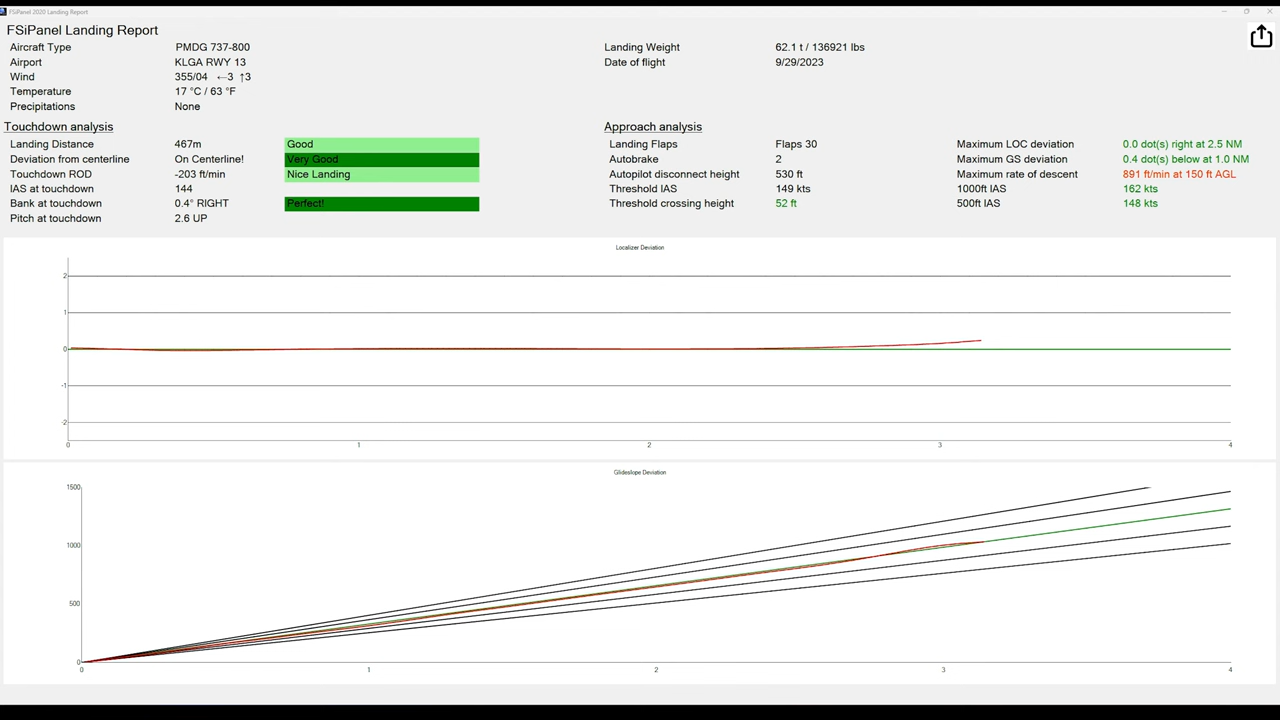 FSiPanel 2020 Landing Report
FSiPanel Landing Report
Aircraft Type PMDG 737-800
Airport KLGA RWY 13
Wind 355/04 ←3 ↑3
Temperature 17 °C / 63 °F
Precipitations None
Landing Weight 62.1 t / 136921 lbs
Date of flight 9/29/2023
Touchdown analysis
Landing Distance 467m Good
Deviation from centerline On Centerline! Very Good
Touchdown ROD -203 ft/min Nice Landing
IAS at touchdown 144
Bank at touchdown 0.4° RIGHT Perfect!
Pitch at touchdown 2.6 UP
Approach analysis
Landing Flaps Flaps 30
Autobrake 2
Autopilot disconnect height 530 ft
Threshold IAS 149 kts
Threshold crossing height 52 ft
Maximum LOC deviation 0.0 dot(s) right at 2.5 NM
Maximum GS deviation 0.4 dot(s) below at 1.0 NM
Maximum rate of descent 891 ft/min at 150 ft AGL
1000ft IAS 162 kts
500ft IAS 148 kts
Localizer Deviation
2
1
0
-1
-2
0 1 2 3 4
Glideslope Deviation
1500
1000
500
0
0 1 2 3 4